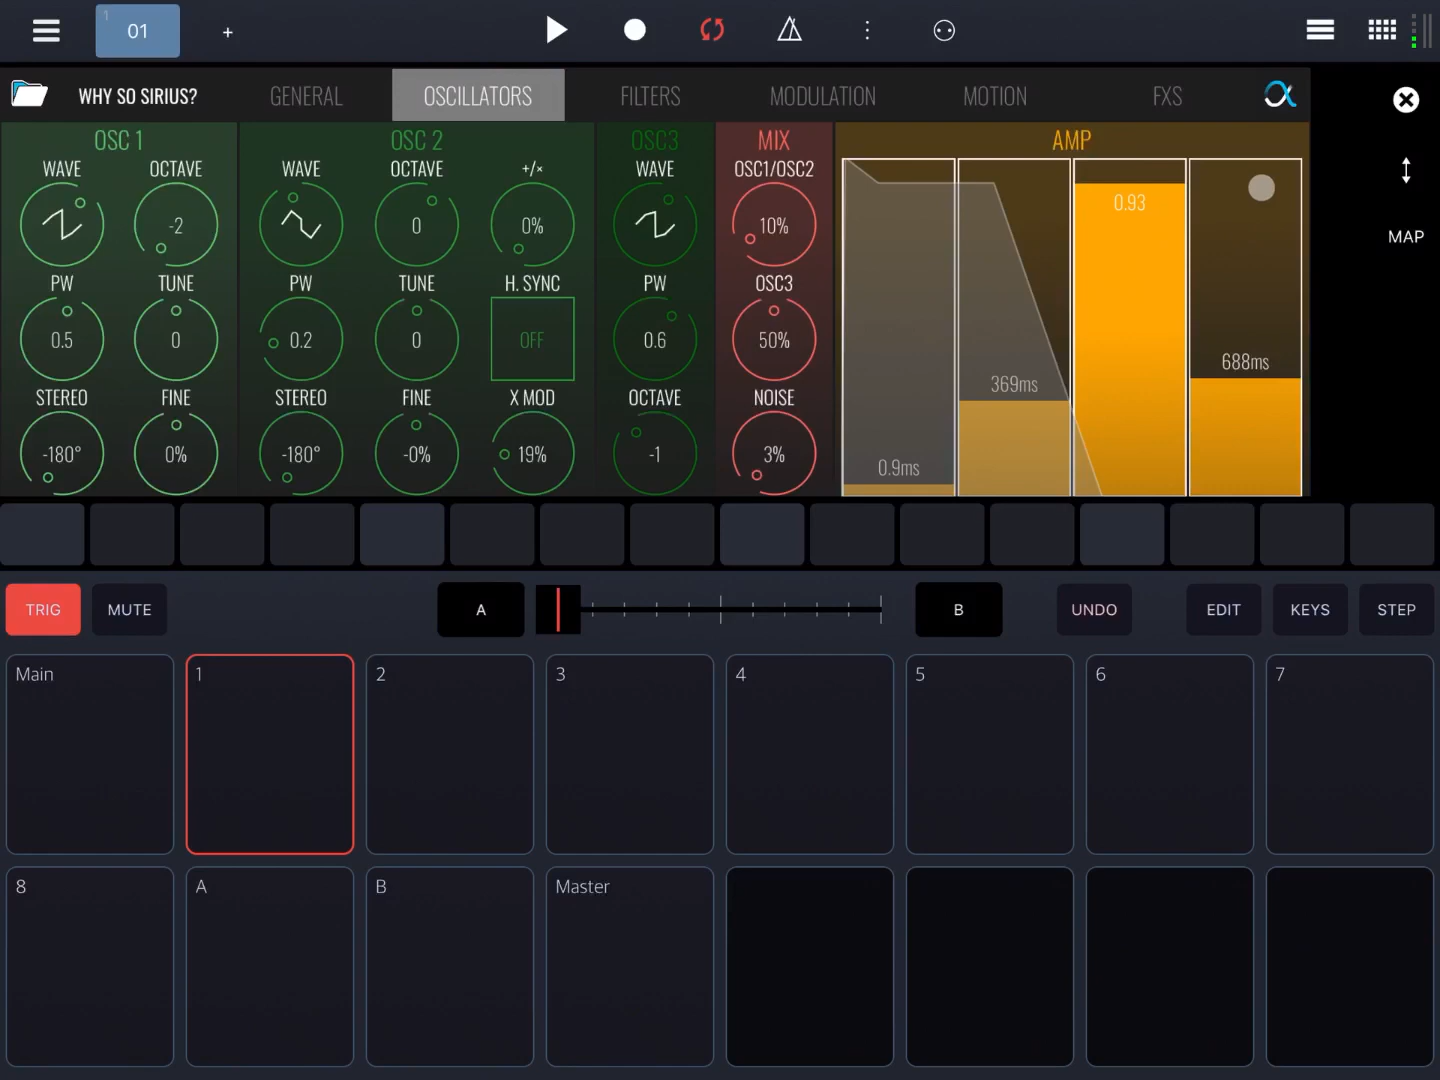 1
01
+
WHY SO SIRIUS?
GENERAL
OSCILLATORS
FILTERS
MODULATION
MOTION
FXS
OSC 1
OSC 2
OSC3
MIX
AMP
WAVE
OCTAVE
WAVE
OCTAVE
+/×
WAVE
OSC1/OSC2
-2
0
0%
10%
0.93
MAP
PW
TUNE
PW
TUNE
H. SYNC
PW
OSC3
0.5
0
0.2
0
OFF
0.6
50%
369ms
688ms
STEREO
FINE
STEREO
FINE
X MOD
OCTAVE
NOISE
-180°
0%
-180°
-0%
19%
-1
3%
0.9ms
TRIG
MUTE
A
B
UNDO
EDIT
KEYS
STEP
Main
1
2
3
4
5
6
7
8
A
B
Master